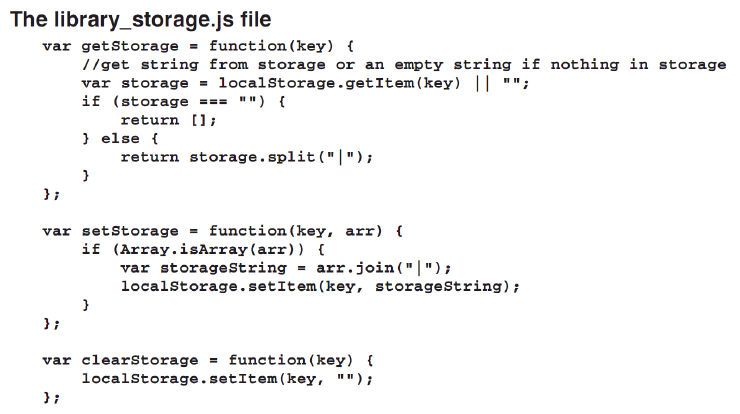 The library_storage.js file
var getStorage = function(key) {
    //get string from storage or an empty string if nothing in storage
    var storage = localStorage.getItem(key) || "";
    if (storage === "") {
        return [];
    } else {
        return storage.split("|");
    }
};

var setStorage = function(key, arr) {
    if (Array.isArray(arr)) {
        var storageString = arr.join("|");
        localStorage.setItem(key, storageString);
    }
};

var clearStorage = function(key) {
    localStorage.setItem(key, "");
};